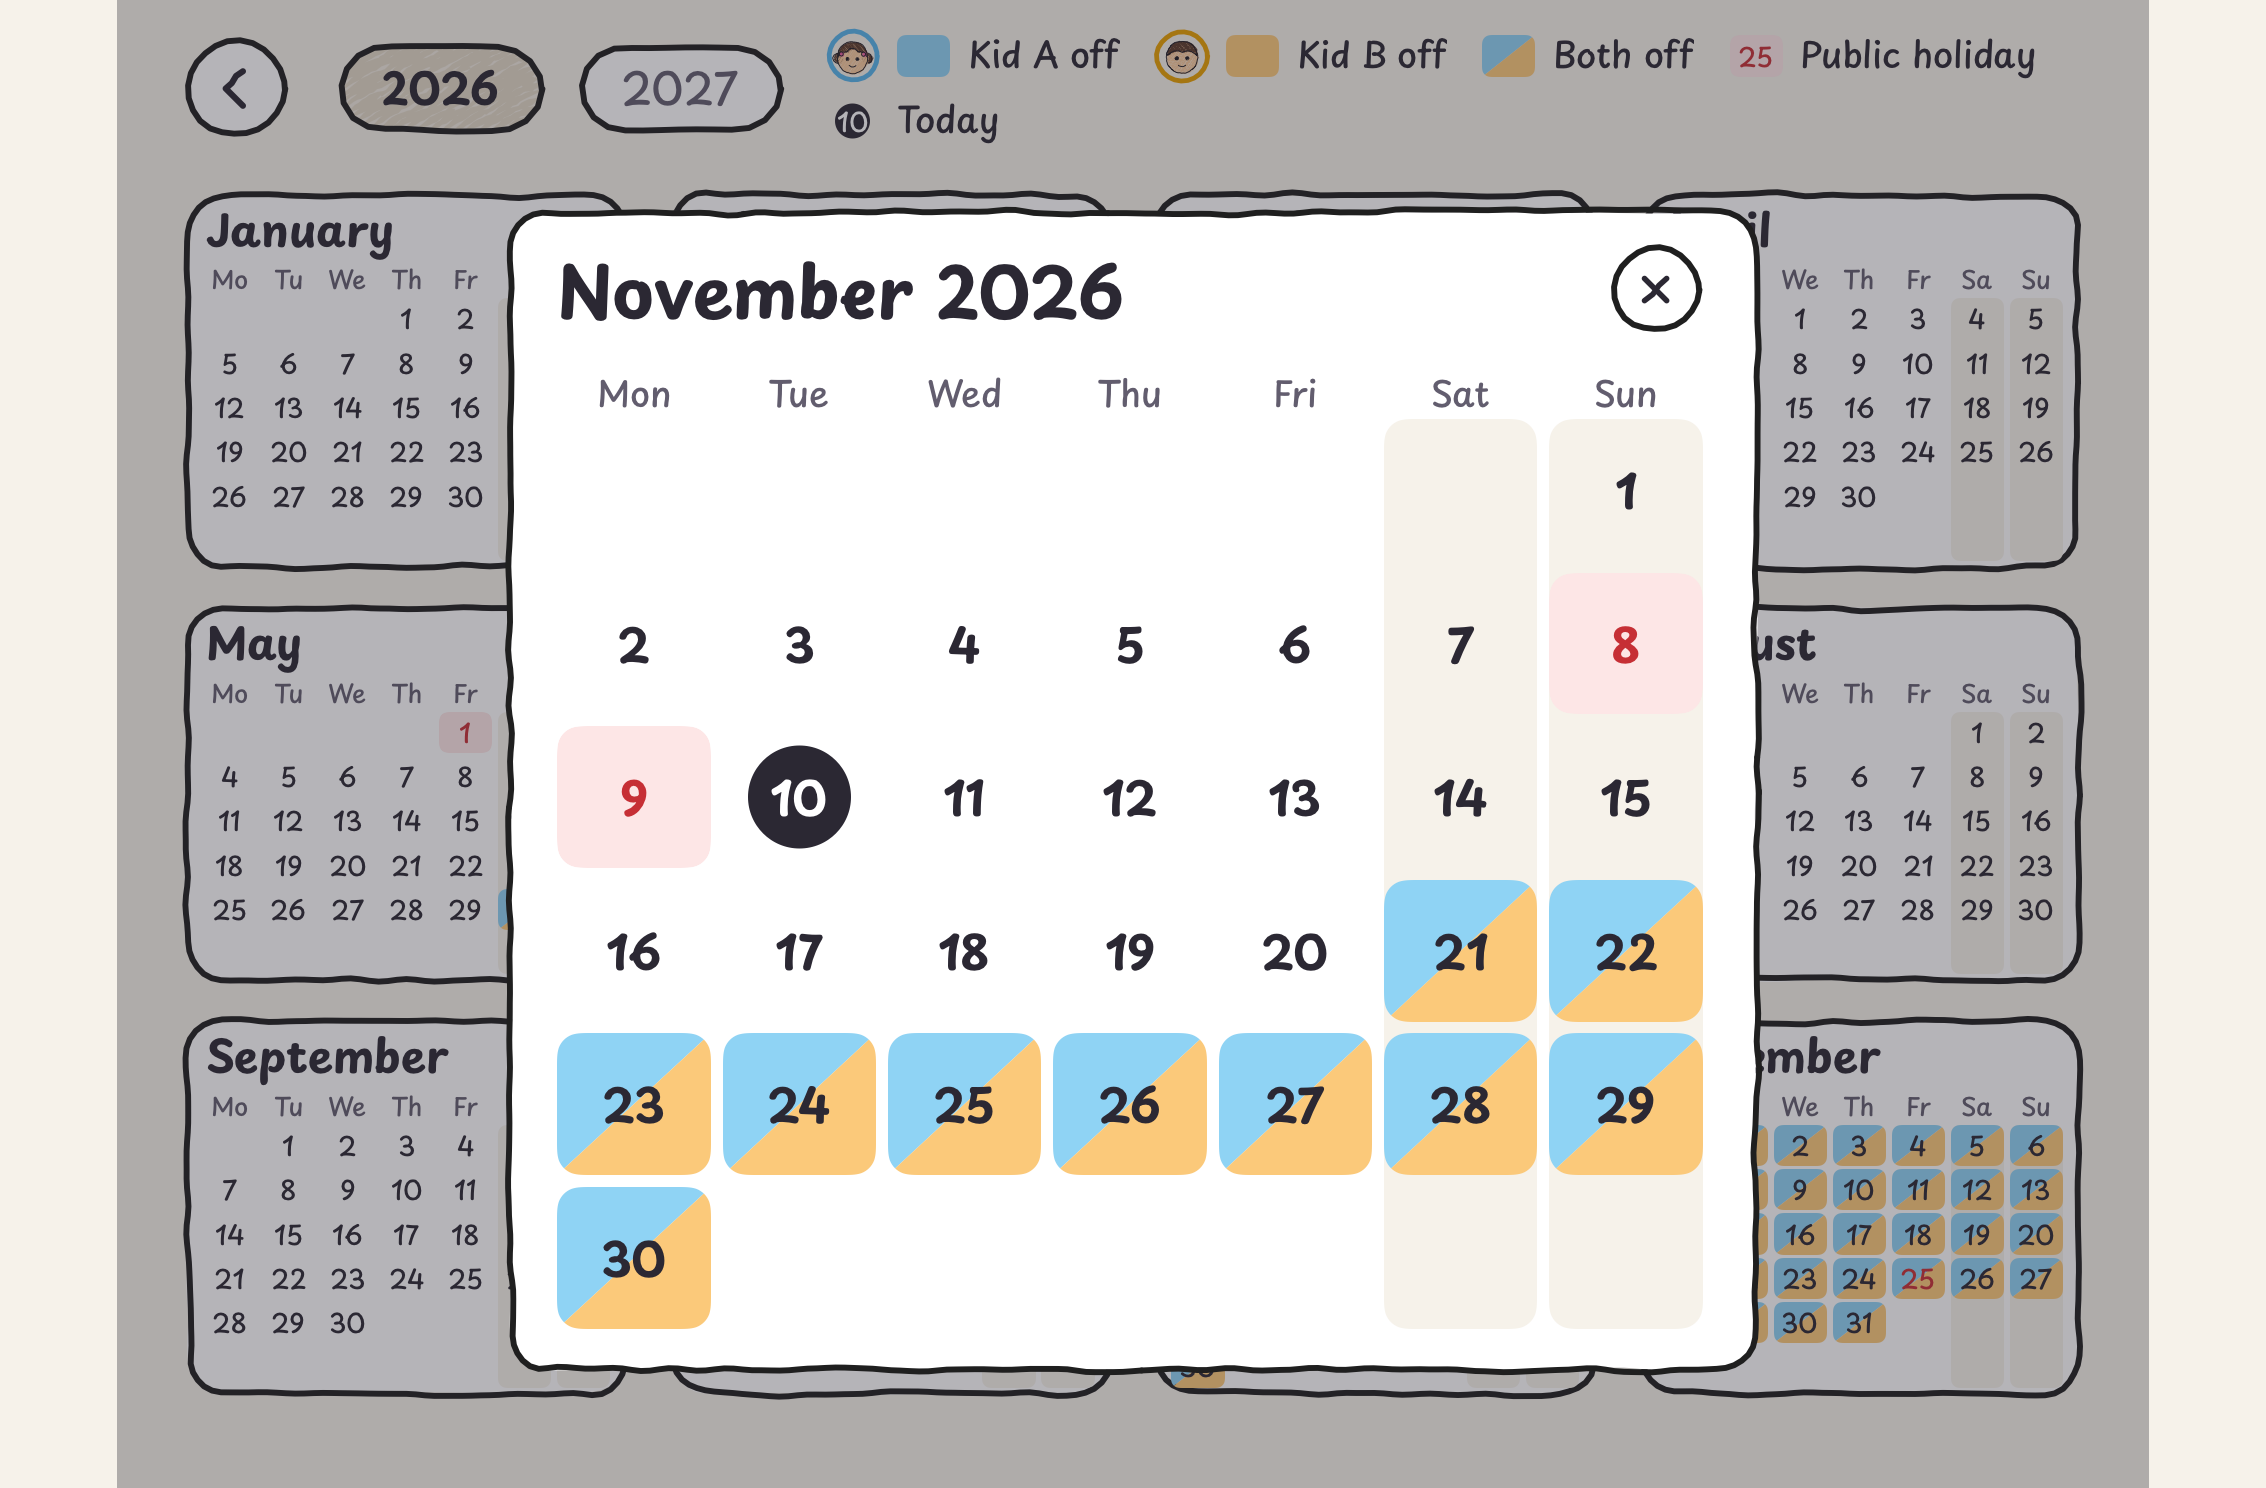 2026 2027 Kid A off Kid B off Both off 25 Public holiday
10 Today
January
Mo Tu We Th Fr
1 2
5 6 7 8 9
12 13 14 15 16
19 20 21 22 23
26 27 28 29 30
May
Mo Tu We Th Fr
1
4 5 6 7 8
11 12 13 14 15
18 19 20 21 22
25 26 27 28 29
September
Mo Tu We Th Fr
1 2 3 4
7 8 9 10 11
14 15 16 17 18
21 22 23 24 25
28 29 30
November 2026
Mon Tue Wed Thu Fri Sat Sun
1
2 3 4 5 6 7 8
9 10 11 12 13 14 15
16 17 18 19 20 21 22
23 24 25 26 27 28 29
30
il
We Th Fr Sa Su
1 2 3 4 5
8 9 10 11 12
15 16 17 18 19
22 23 24 25 26
29 30
ust
We Th Fr Sa Su
1 2
5 6 7 8 9
12 13 14 15 16
19 20 21 22 23
26 27 28 29 30
ember
We Th Fr Sa Su
2 3 4 5 6
9 10 11 12 13
16 17 18 19 20
23 24 25 26 27
30 31